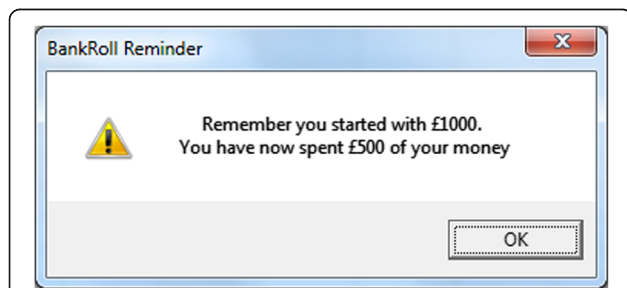 BankRoll Reminder
Remember you started with £1000.
You have now spent £500 of your money
OK